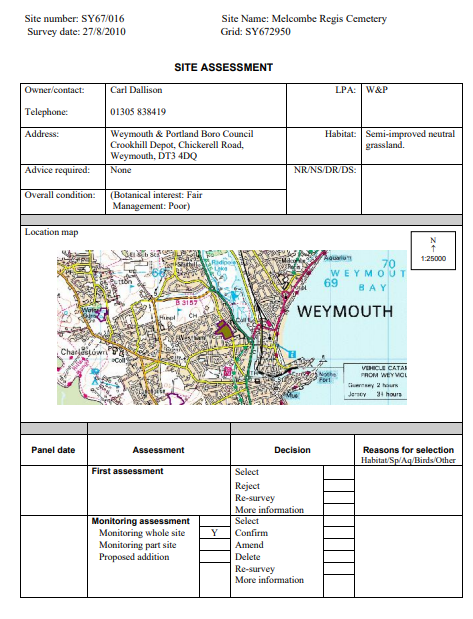 Site number: SY67/016 Site Name: Melcombe Regis Cemetery
Survey date: 27/8/2010 Grid: SY672950
SITE ASSESSMENT
Owner/contact: Carl Dallison LPA: W&P
Telephone: 01305 838419
Address: Weymouth & Portland Boro Council Habitat: Semi-improved neutral
Crookhill Depot, Chickerell Road, grassland.
Weymouth, DT3 4DQ
Advice required: None NR/NS/DR/DS:
Overall condition: (Botanical interest: Fair
Management: Poor)
Location map
N
↑
1:25000
Aquarium
70
WEYMOUT
69
BAY
B 3157
WEYMOUTH
Charlestown
VEHICLE CATAR
FROM WEYMOU
Guernsey 2 hours
Jersey 3+ hours
Nothe
Fort
Panel date Assessment Decision Reasons for selection
Habitat/Sp/Aq/Birds/Other
First assessment Select
Reject
Re-survey
More information
Monitoring assessment Select
Monitoring whole site Y Confirm
Monitoring part site Amend
Proposed addition Delete
Re-survey
More information